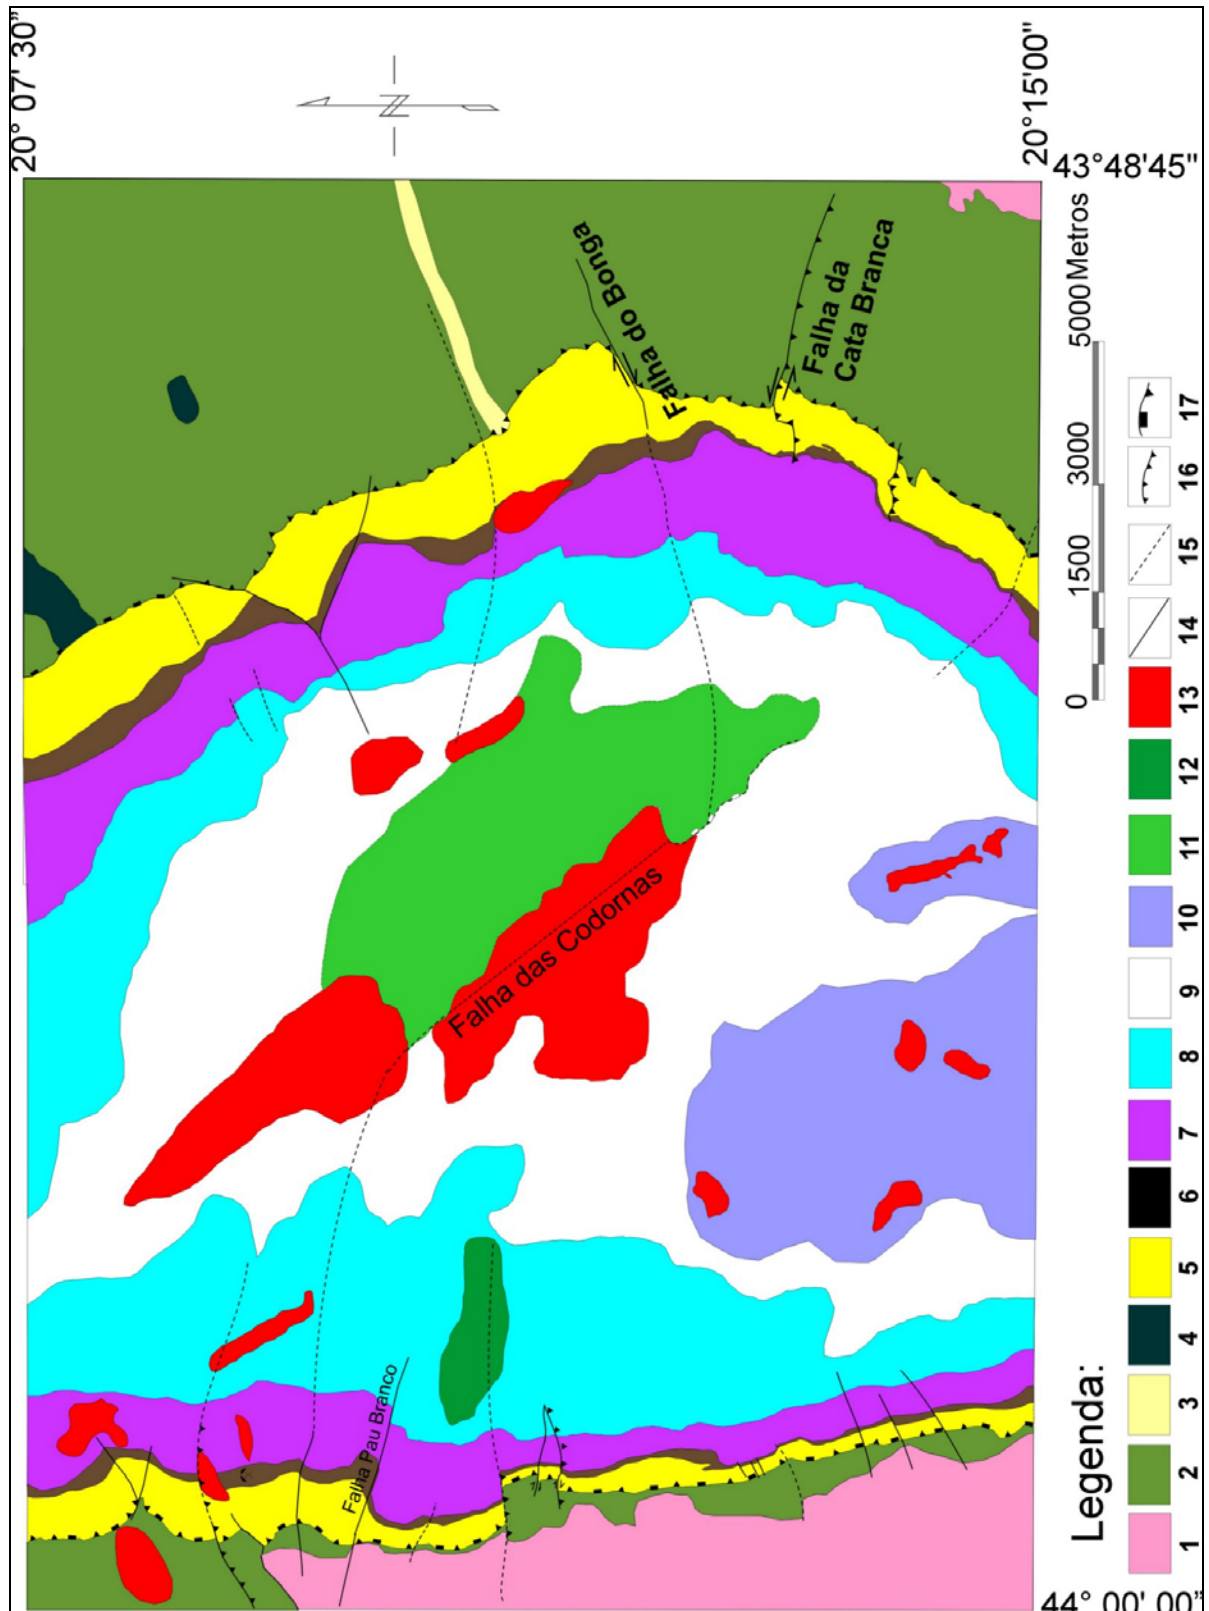 20° 07' 30"
N
20°15'00"
43°48'45"
Falha do Bonga
Falha da
Cata Branca
Falha das Codornas
Falha Pau Branco
0 1500 3000 5000 Metros
Legenda:
1 2 3 4 5 6 7 8 9 10 11 12 13 14 15 16 17
44° 00' 00"